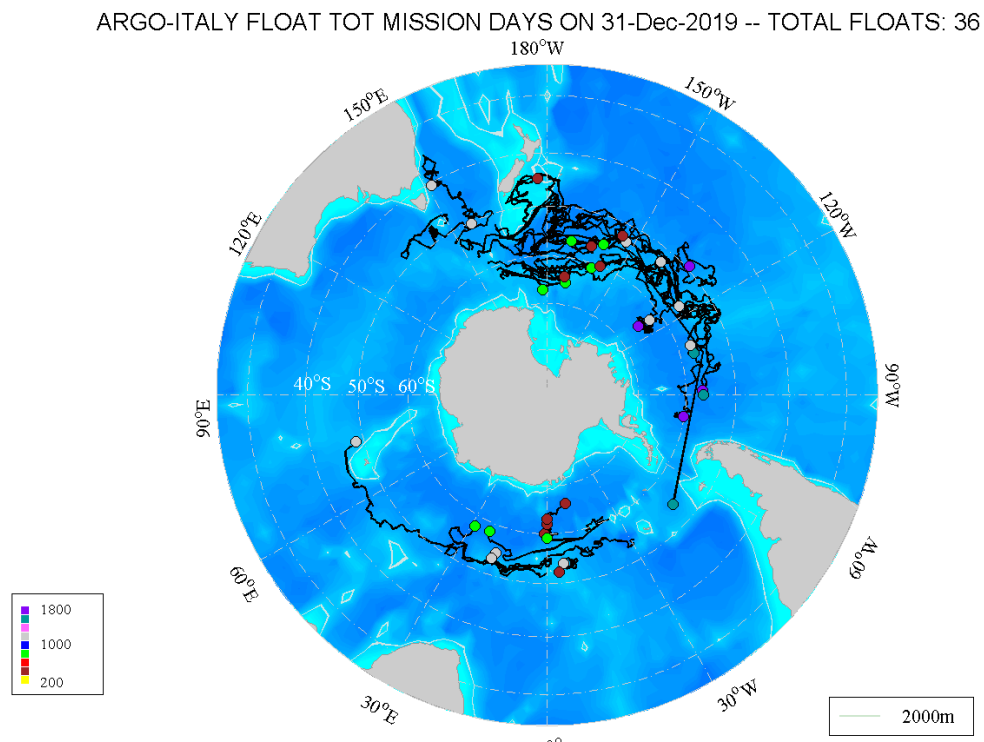 ARGO-ITALY FLOAT TOT MISSION DAYS ON 31-Dec-2019 -- TOTAL FLOATS: 36
180°W
150°E
150°W
120°E
120°W
40°S 50°S 60°S
90°E
90°W
60°E
60°W
1800
1000
200
30°E
30°W
2000m